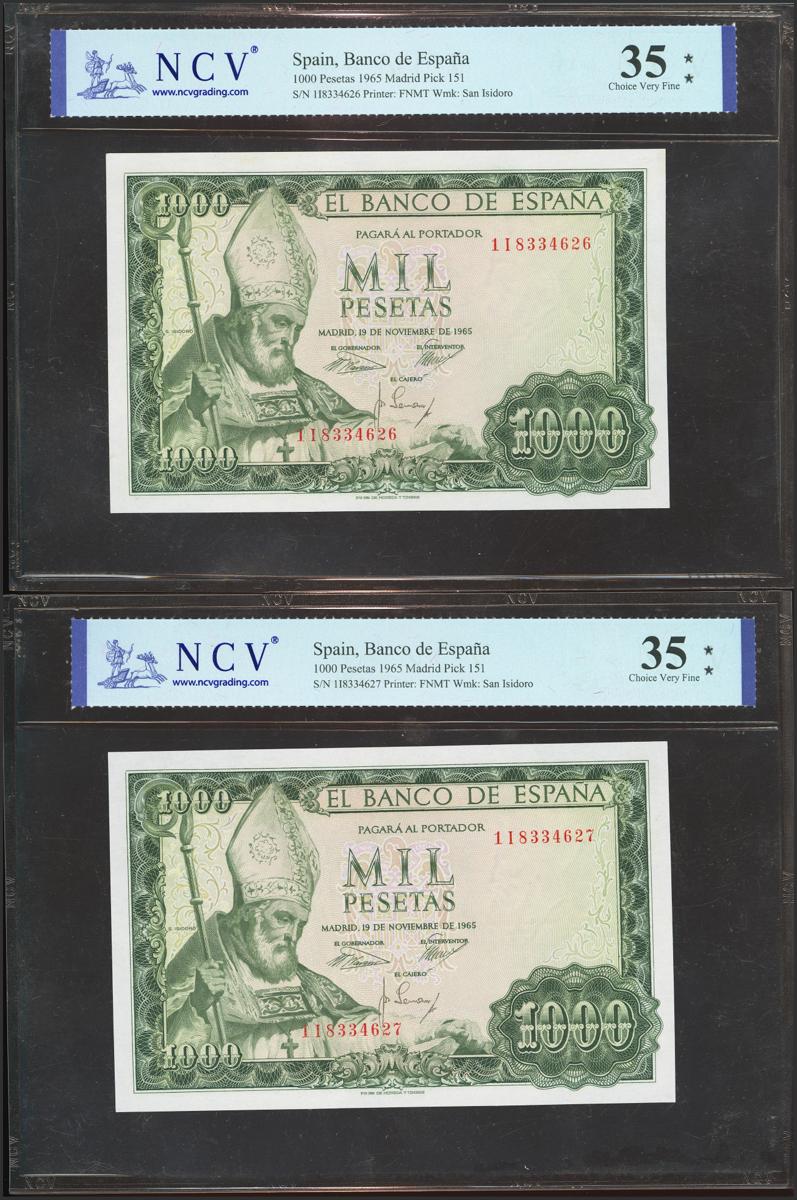 NCV®
www.ncvgrading.com
Spain, Banco de España
1000 Pesetas 1965 Madrid Pick 151
S/N 1I8334626 Printer: FNMT Wmk: San Isidoro
35 *
Choice Very Fine *
1000
EL BANCO DE ESPAÑA
PAGARÁ AL PORTADOR
1I8334626
MIL
PESETAS
S. ISIDORO
MADRID, 19 DE NOVIEMBRE DE 1965
EL GOBERNADOR
EL INTERVENTOR
EL CAJERO
1I8334626
1000
1000
NCV
NCV
NCV®
www.ncvgrading.com
Spain, Banco de España
1000 Pesetas 1965 Madrid Pick 151
S/N 1I8334627 Printer: FNMT Wmk: San Isidoro
35 *
Choice Very Fine *
1000
EL BANCO DE ESPAÑA
PAGARÁ AL PORTADOR
1I8334627
MIL
PESETAS
S. ISIDORO
MADRID, 19 DE NOVIEMBRE DE 1965
EL GOBERNADOR
EL INTERVENTOR
EL CAJERO
1I8334627
1000
1000